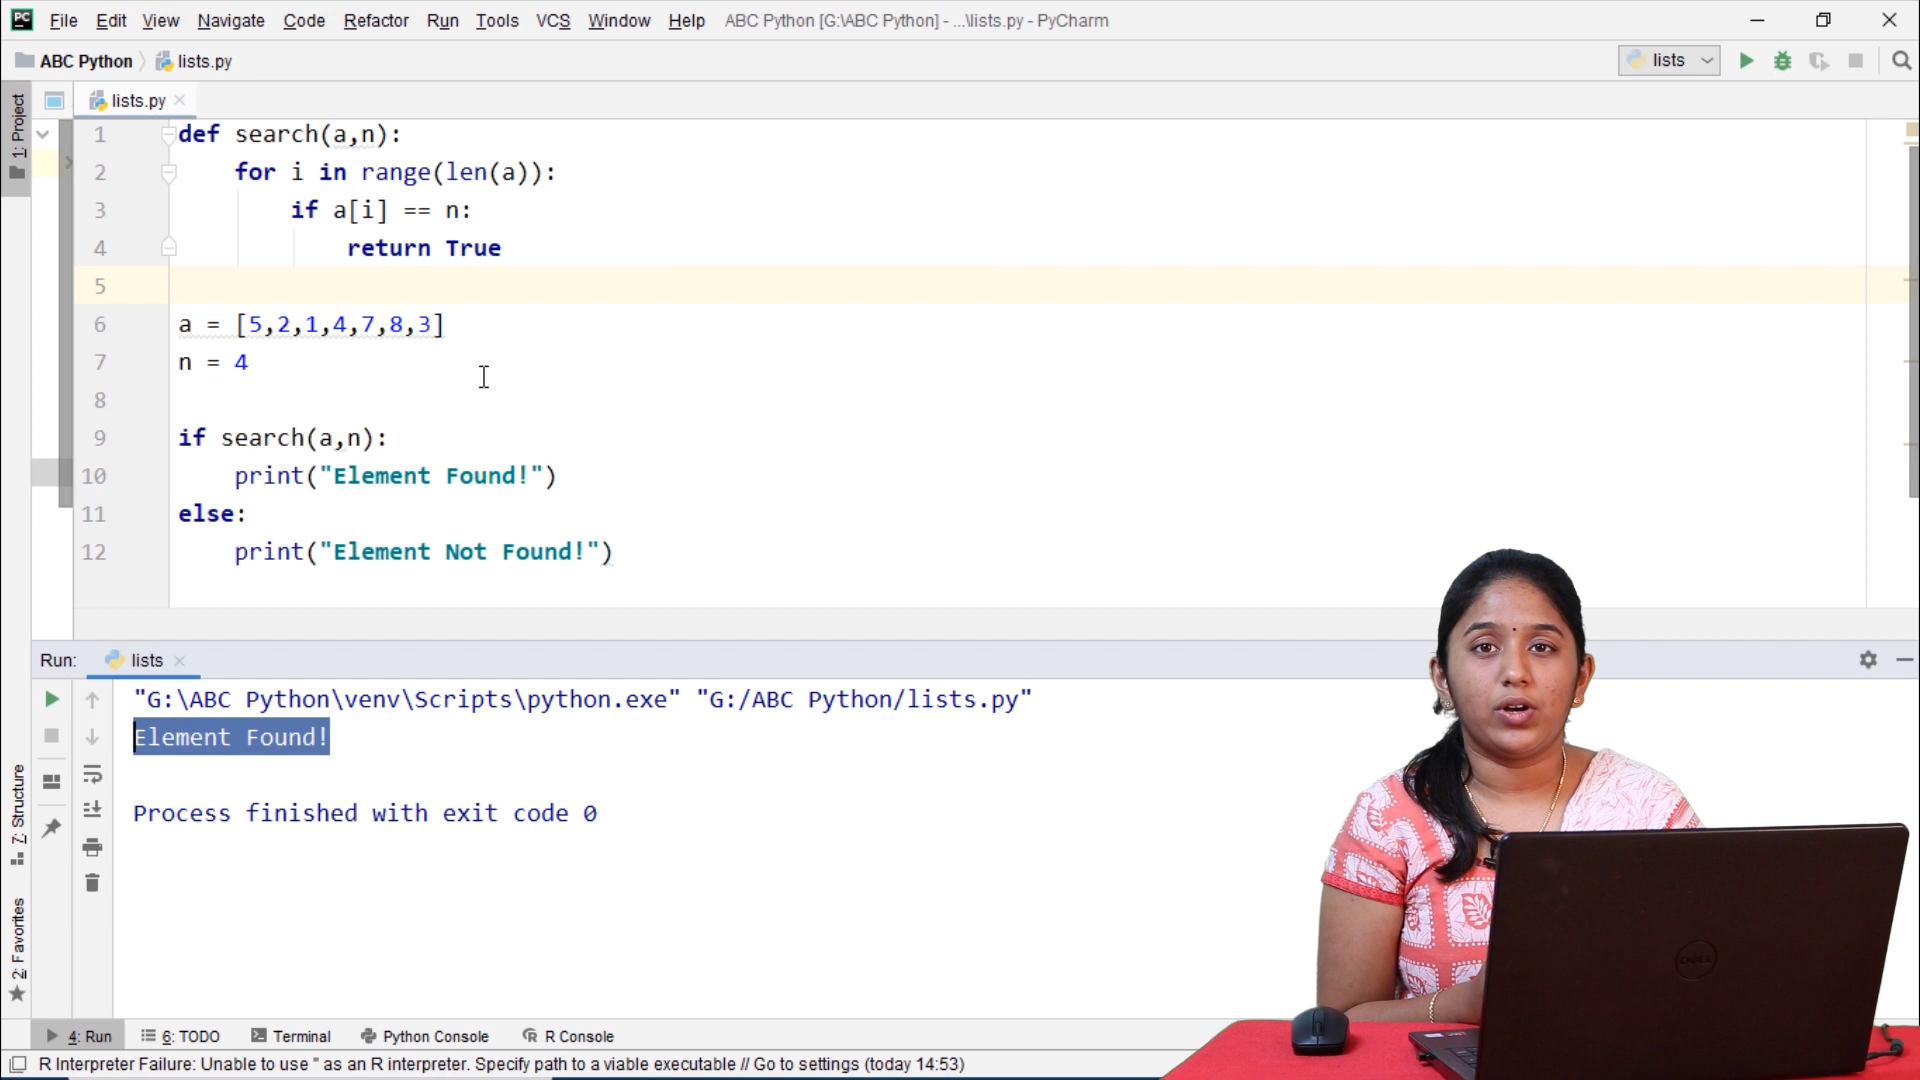 PC File Edit View Navigate Code Refactor Run Tools VCS Window Help ABC Python [G:\ABC Python] - ...\lists.py - PyCharm
ABC Python lists.py lists
1: Project
lists.py
1 def search(a,n):
2 for i in range(len(a)):
3 if a[i] == n:
4 return True
5
6 a = [5,2,1,4,7,8,3]
7 n = 4
8
9 if search(a,n):
10 print("Element Found!")
11 else:
12 print("Element Not Found!")
Run: lists
"G:\ABC Python\venv\Scripts\python.exe" "G:/ABC Python/lists.py"
Element Found!
Process finished with exit code 0
7: Structure
2: Favorites
DELL
4: Run 6: TODO Terminal Python Console R Console
R Interpreter Failure: Unable to use '' as an R interpreter. Specify path to a viable executable // Go to settings (today 14:53)